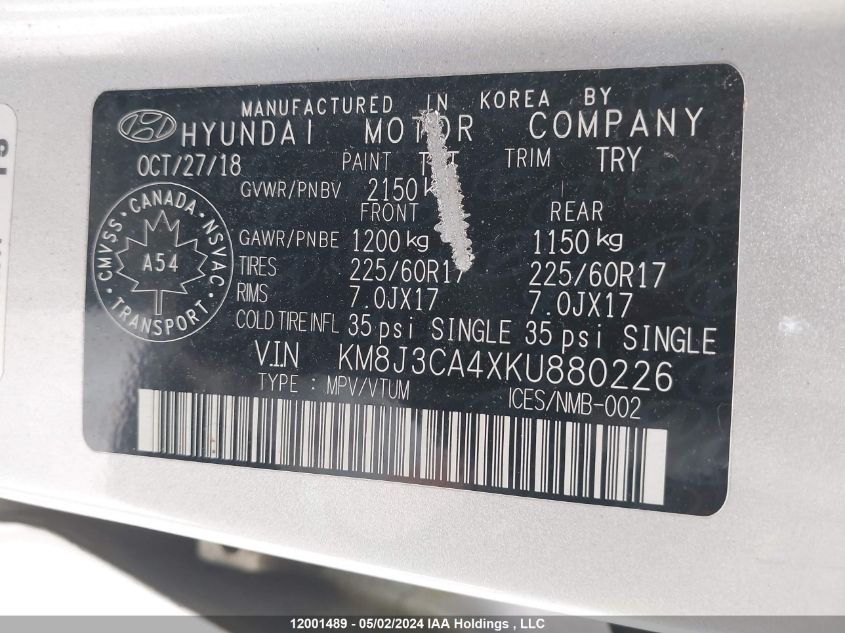 MANUFACTURED IN KOREA BY
HYUNDAI MOTOR COMPANY
OCT/27/18 PAINT TRIM TRY
GVWR/PNBV 2150
FRONT REAR
GAWR/PNBE 1200 kg 1150 kg
TIRES 225/60R17 225/60R17
RIMS 7.0JX17 7.0JX17
COLD TIRE INFL 35 psi SINGLE 35 psi SINGLE
V.I.N KM8J3CA4XKU880226
TYPE : MPV/VTUM ICES/NMB-002
CMVSS • CANADA • NSVAC
A54
TRANSPORT
12001489 - 05/02/2024 IAA Holdings , LLC